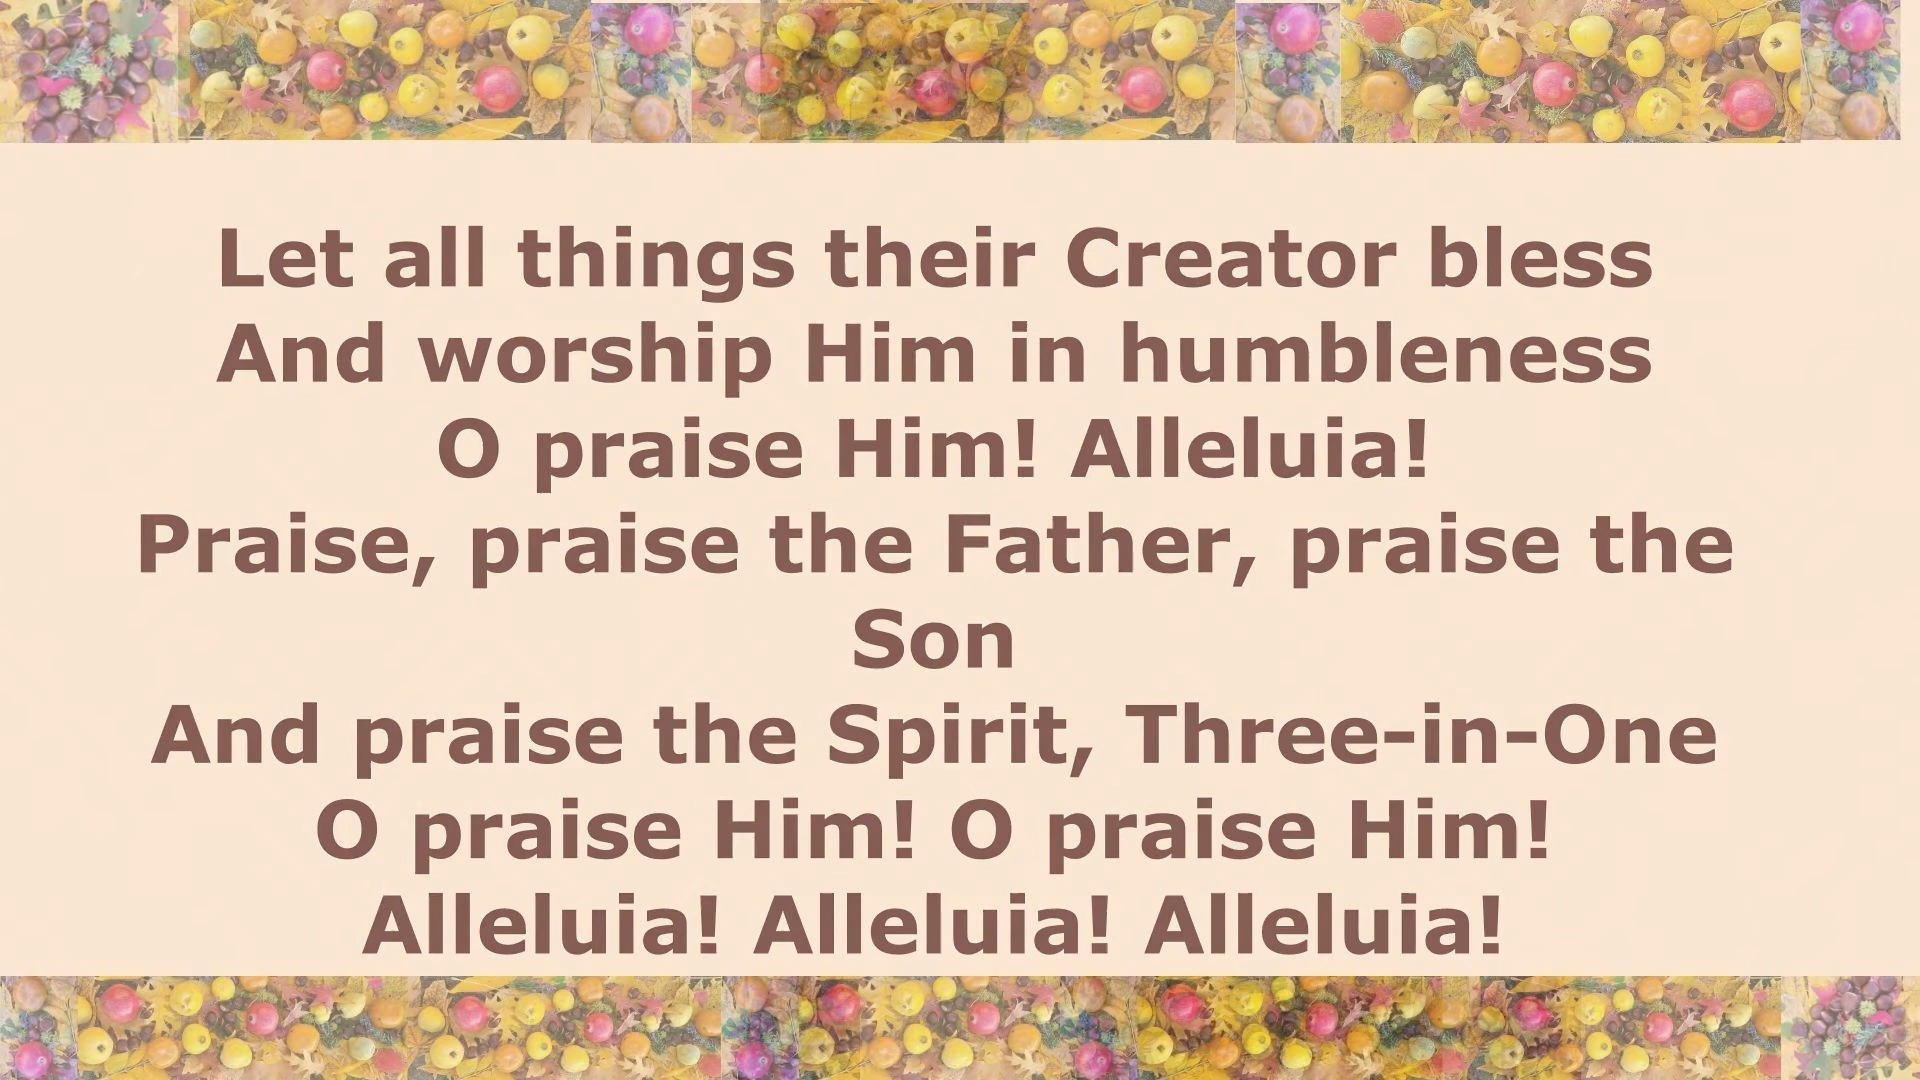 Let all things their Creator bless
And worship Him in humbleness
O praise Him! Alleluia!
Praise, praise the Father, praise the
Son
And praise the Spirit, Three-in-One
O praise Him! O praise Him!
Alleluia! Alleluia! Alleluia!